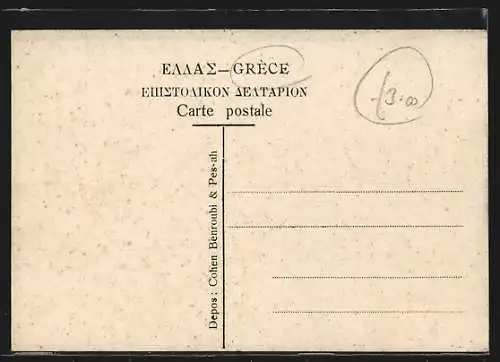 ΕΛΛΑΣ—GRÈCE
ΕΠΙΣΤΟΛΙΚΟΝ ΔΕΛΤΑΡΙΟΝ
Carte postale
Depos: Cohen Benroubi & Pes-ah